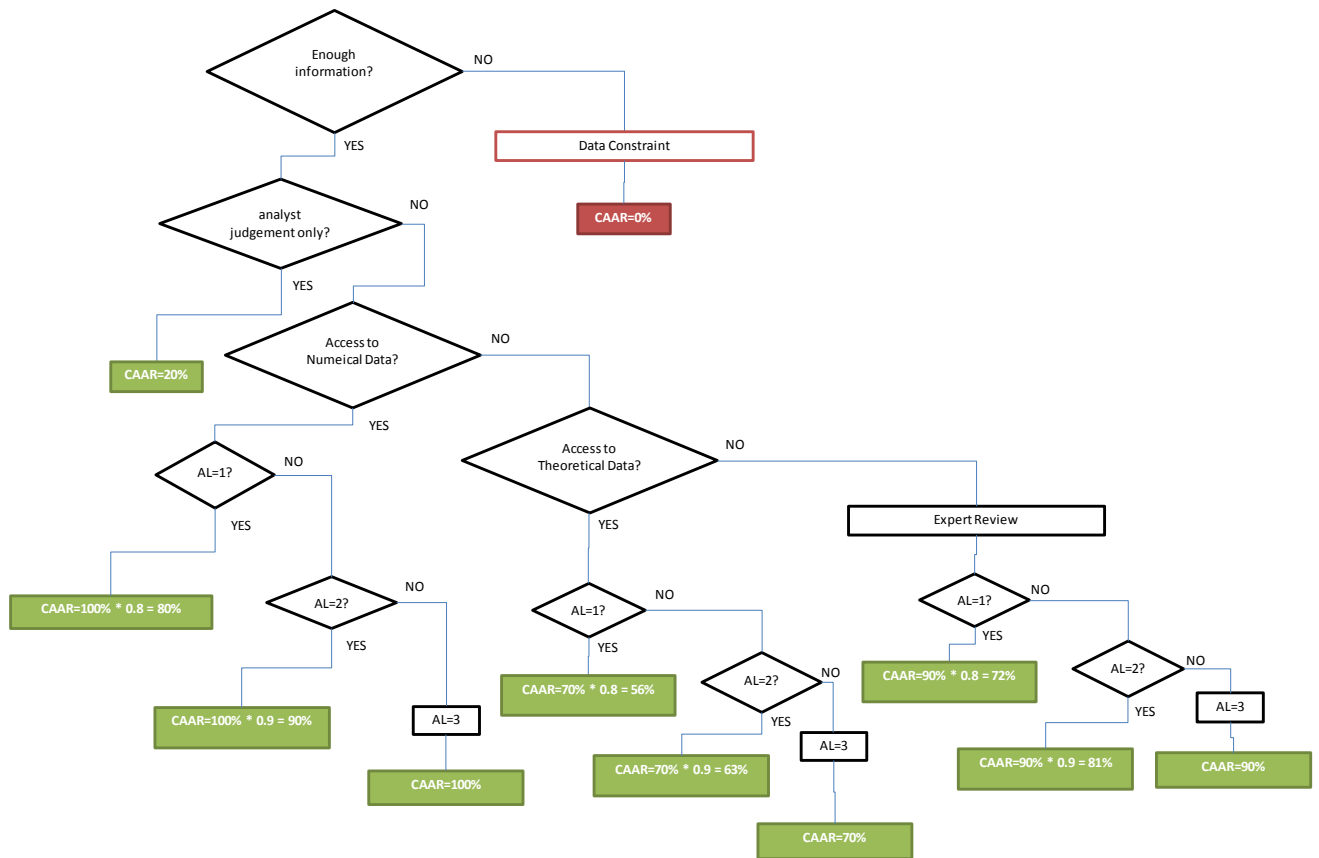 Enough
information?
NO
YES
Data Constraint
CAAR=0%
analyst
judgement only?
NO
YES
CAAR=20%
Access to
Numeical Data?
NO
YES
AL=1?
NO
YES
CAAR=100% * 0.8 = 80%
AL=2?
NO
YES
CAAR=100% * 0.9 = 90%
AL=3
CAAR=100%
Access to
Theoretical Data?
NO
YES
AL=1?
NO
YES
CAAR=70% * 0.8 = 56%
AL=2?
NO
YES
CAAR=70% * 0.9 = 63%
AL=3
CAAR=70%
Expert Review
AL=1?
NO
YES
CAAR=90% * 0.8 = 72%
AL=2?
NO
YES
CAAR=90% * 0.9 = 81%
AL=3
CAAR=90%